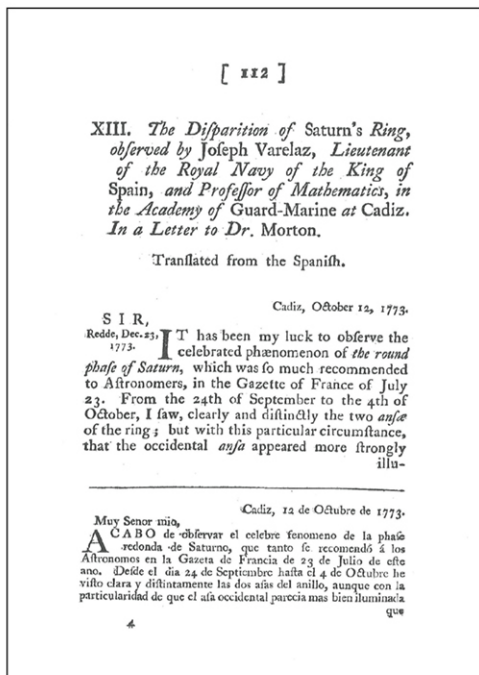 [ 112 ]
XIII. The Diſparition of Saturn's Ring,
obſerved by Joſeph Varelaz, Lieutenant
of the Royal Navy of the King of
Spain, and Profeſſor of Mathematics, in
the Academy of Guard-Marine at Cadiz.
In a Letter to Dr. Morton.
Tranſlated from the Spaniſh.
Cadiz, October 12, 1773.
SIR,
Redde, Dec. 23,
1773.
IT has been my luck to obſerve the
celebrated phænomenon of the round
phaſe of Saturn, which was ſo much recommended
to Aſtronomers, in the Gazette of France of July
23. From the 24th of September to the 4th of
October, I ſaw, clearly and diſtinctly the two anſæ
of the ring; but with this particular circumſtance,
that the occidental anſa appeared more ſtrongly
illu-
Cadiz, 12 de Octubre de 1773.
Muy Senor mio,
ACABO de obſervar el celebre fenomeno de la phaſe
redonda de Saturno, que tanto ſe recomendó á los
Aſtronomos en la Gazeta de Francia de 23 de Julio de eſte
ano. Deſde el dia 24 de Septiembre haſta el 4 de Octubre he
viſto clara y diſtintamente las dos aſas del anillo, aunque con la
particularidad de que el aſa occidental parecia mas bien iluminada
que
4